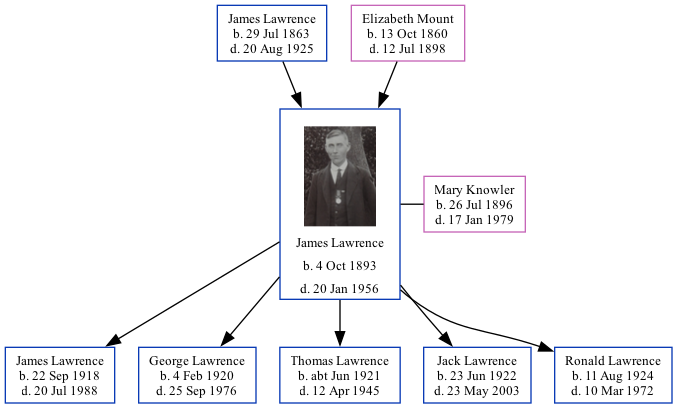 James Lawrence
b. 29 Jul 1863
d. 20 Aug 1925
Elizabeth Mount
b. 13 Oct 1860
d. 12 Jul 1898
James Lawrence
b. 4 Oct 1893
d. 20 Jan 1956
Mary Knowler
b. 26 Jul 1896
d. 17 Jan 1979
James Lawrence
b. 22 Sep 1918
d. 20 Jul 1988
George Lawrence
b. 4 Feb 1920
d. 25 Sep 1976
Thomas Lawrence
b. abt Jun 1921
d. 12 Apr 1945
Jack Lawrence
b. 23 Jun 1922
d. 23 May 2003
Ronald Lawrence
b. 11 Aug 1924
d. 10 Mar 1972